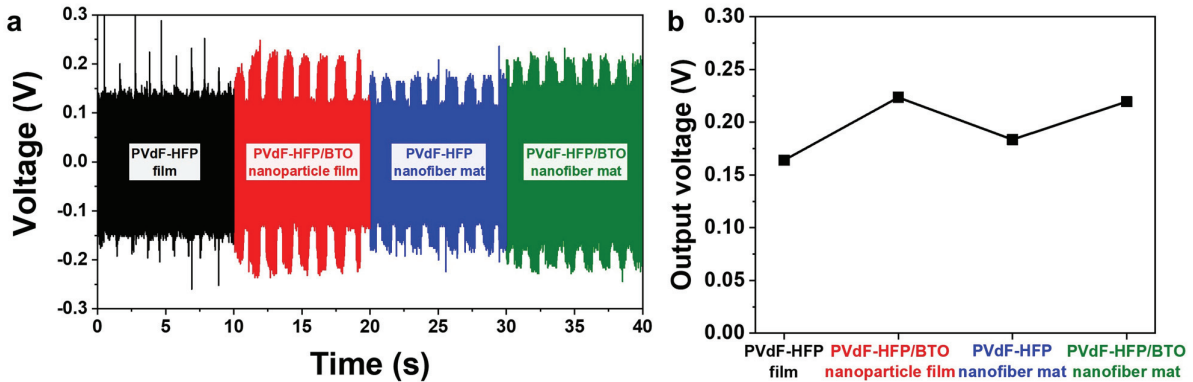 a
0.3
0.2
0.1
0.0
-0.1
-0.2
-0.3
Voltage (V)
PVdF-HFP
film
PVdF-HFP/BTO
nanoparticle film
PVdF-HFP
nanofiber mat
PVdF-HFP/BTO
nanofiber mat
0 5 10 15 20 25 30 35 40
Time (s)
b
0.30
0.25
0.20
0.15
0.10
0.05
0.00
Output voltage (V)
PVdF-HFP
film
PVdF-HFP/BTO
nanoparticle film
PVdF-HFP
nanofiber mat
PVdF-HFP/BTO
nanofiber mat